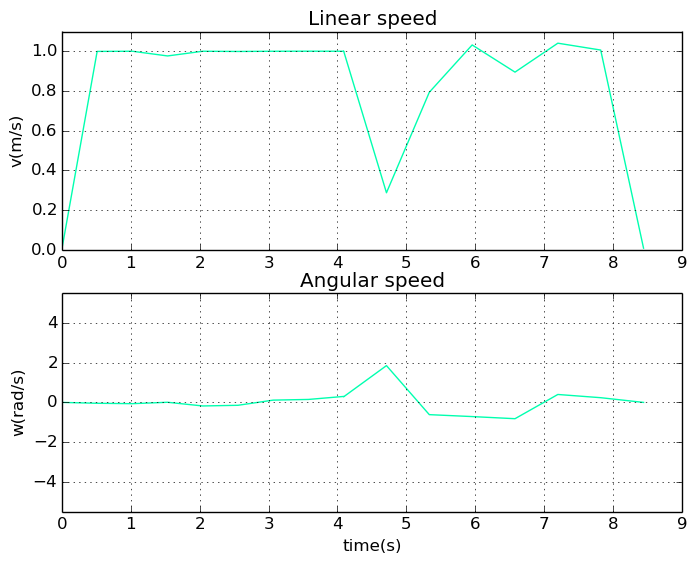 Linear speed
v(m/s)
1.0
0.8
0.6
0.4
0.2
0.0
0 1 2 3 4 5 6 7 8 9
Angular speed
w(rad/s)
4
2
0
−2
−4
0 1 2 3 4 5 6 7 8 9
time(s)